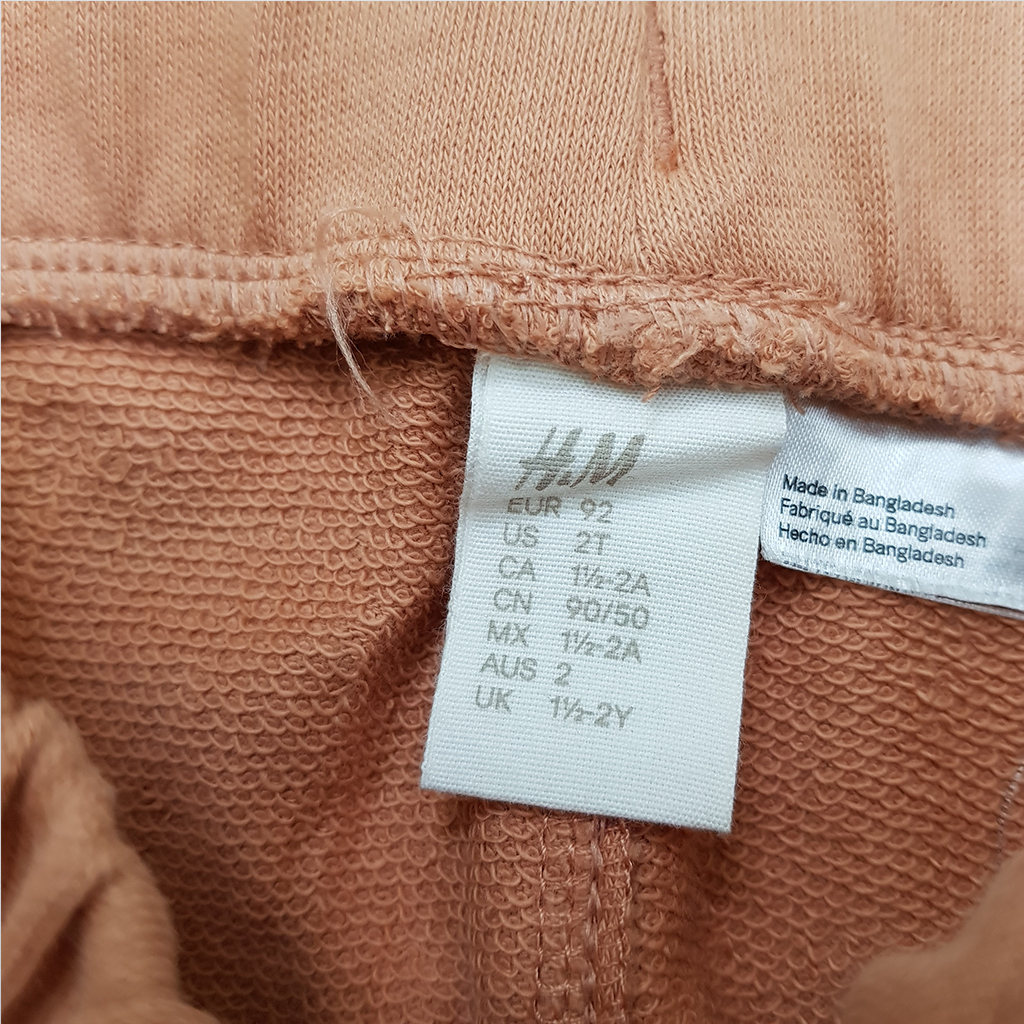 H&M
EUR 92
US 2T
CA 1½-2A
CN 90/50
MX 1½-2A
AUS 2
UK 1½-2Y
Made in Bangladesh
Fabriqué au Bangladesh
Hecho en Bangladesh